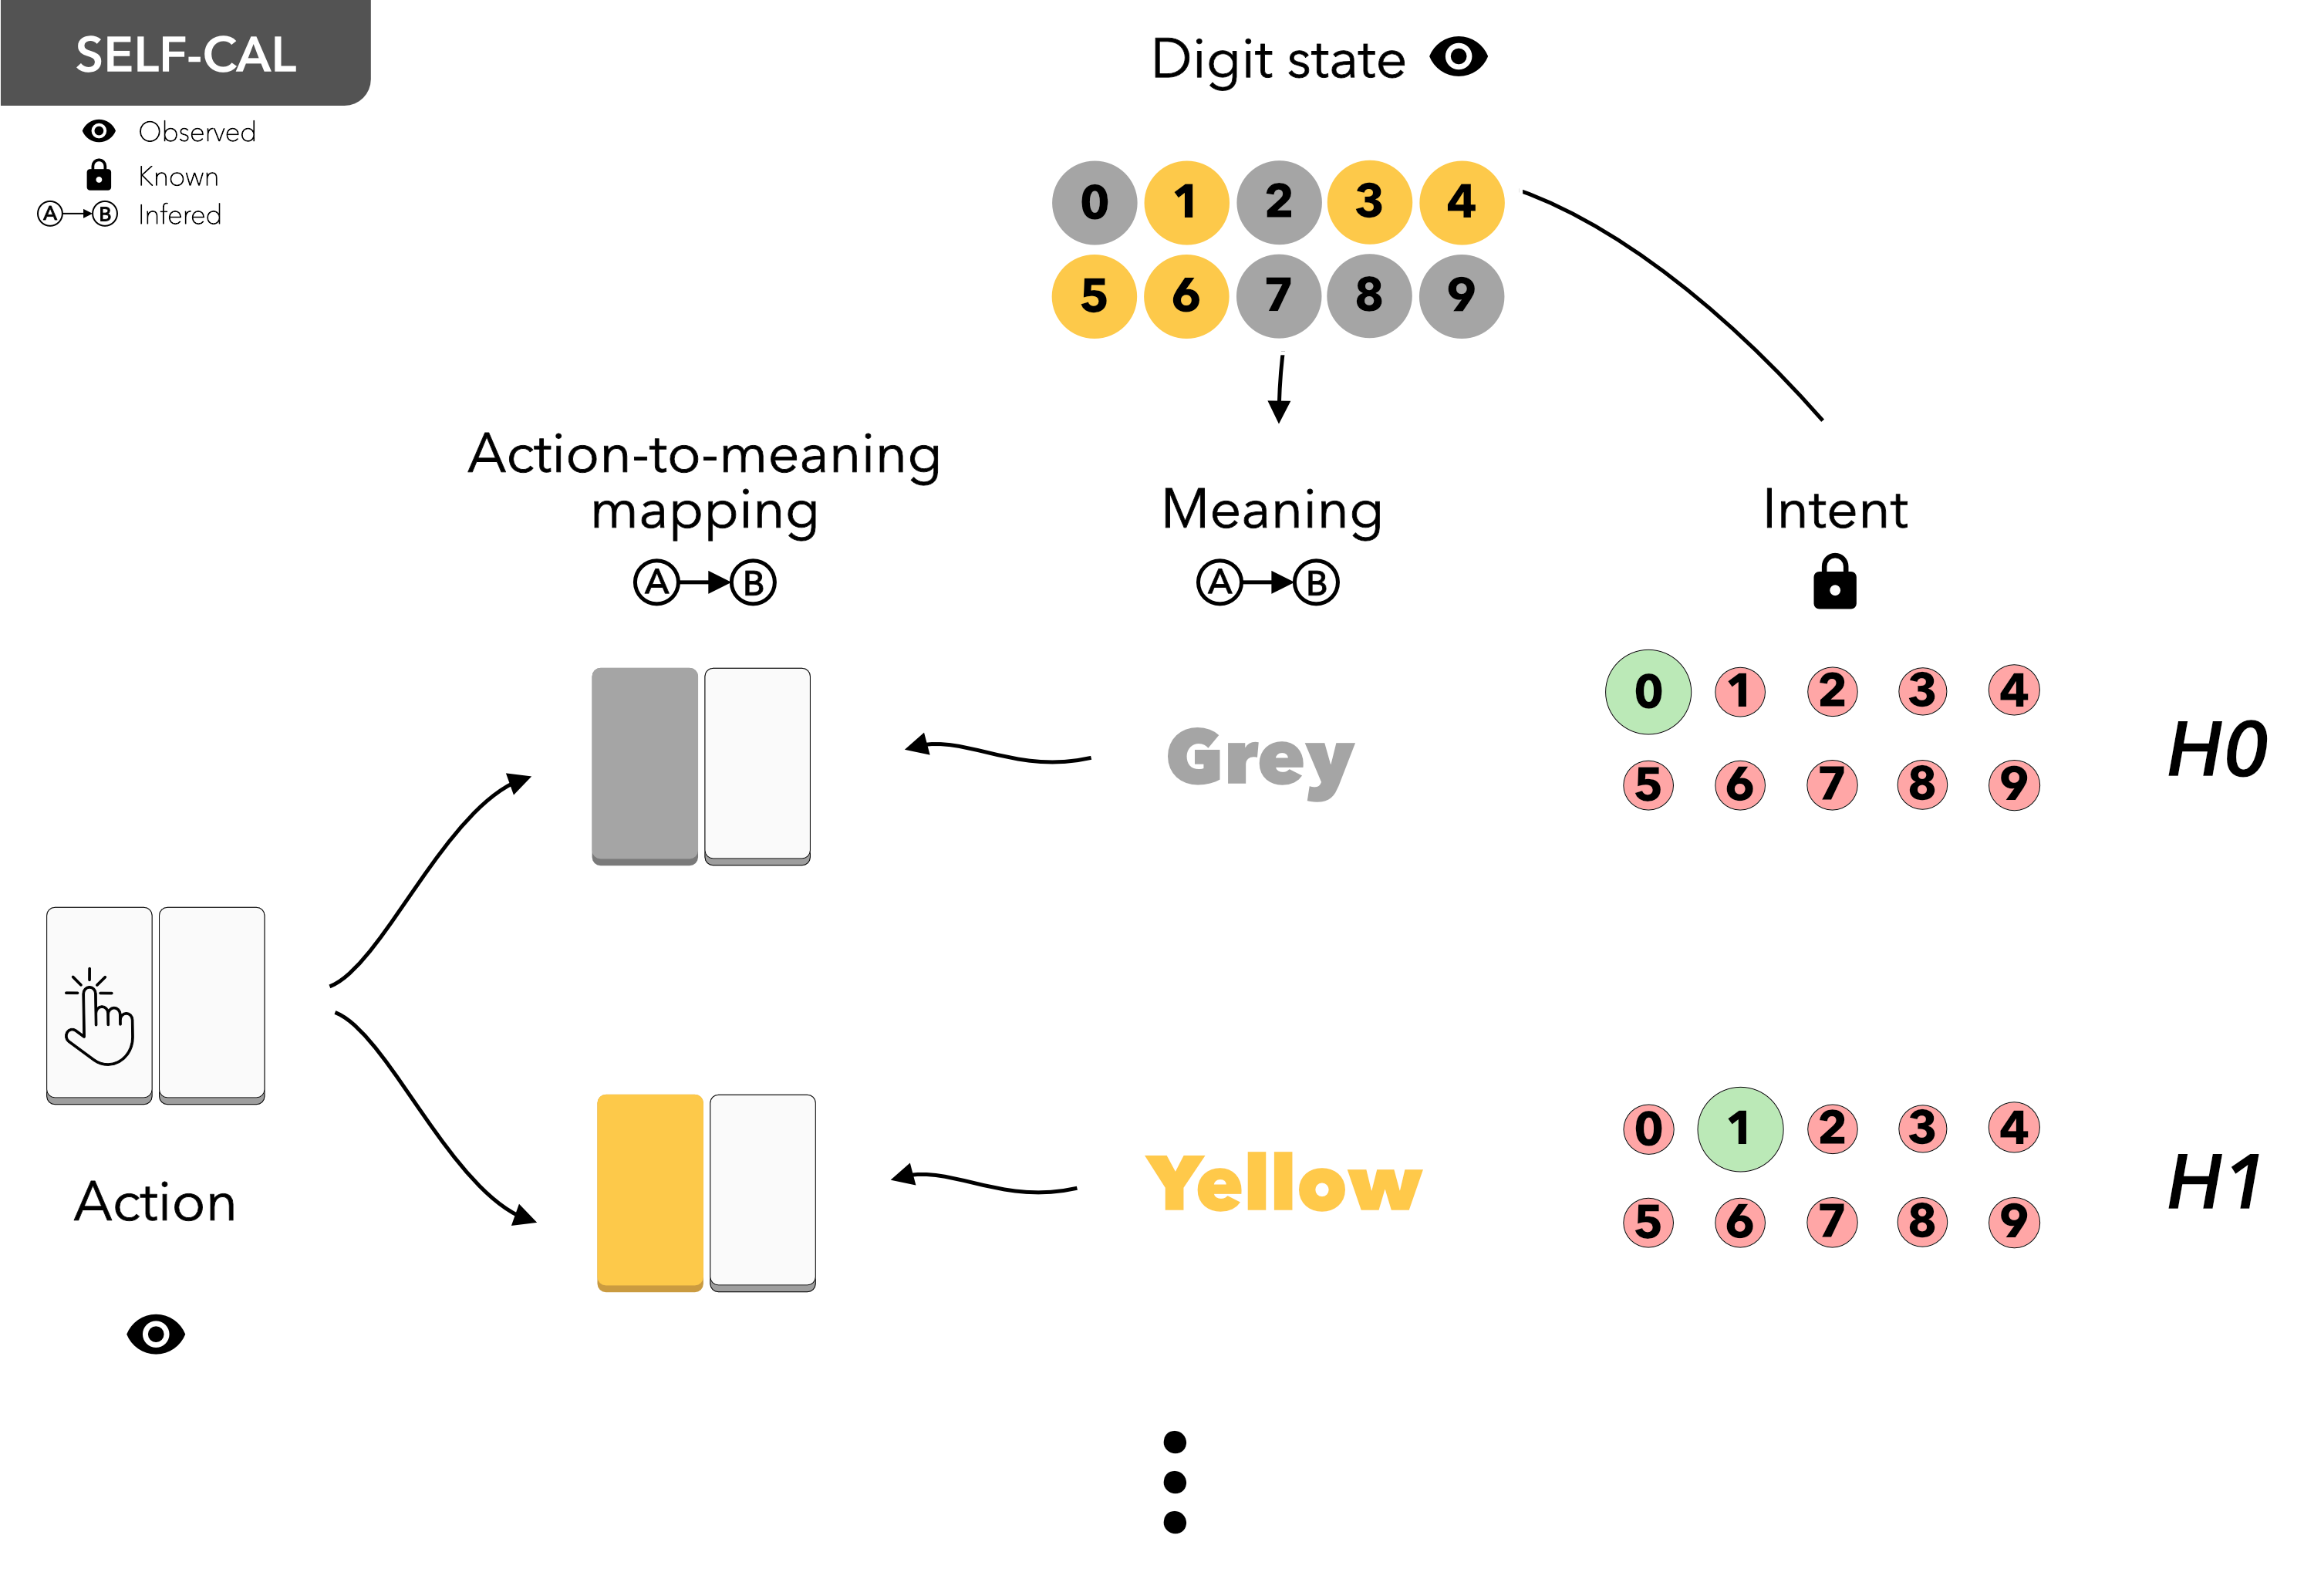 SELF-CAL
Observed
Known
A B Infered
Digit state
0 1 2 3 4
5 6 7 8 9
Action-to-meaning
mapping
A B
Meaning
A B
Intent
Grey
0 1 2 3 4
5 6 7 8 9
H0
Action
Yellow
0 1 2 3 4
5 6 7 8 9
H1